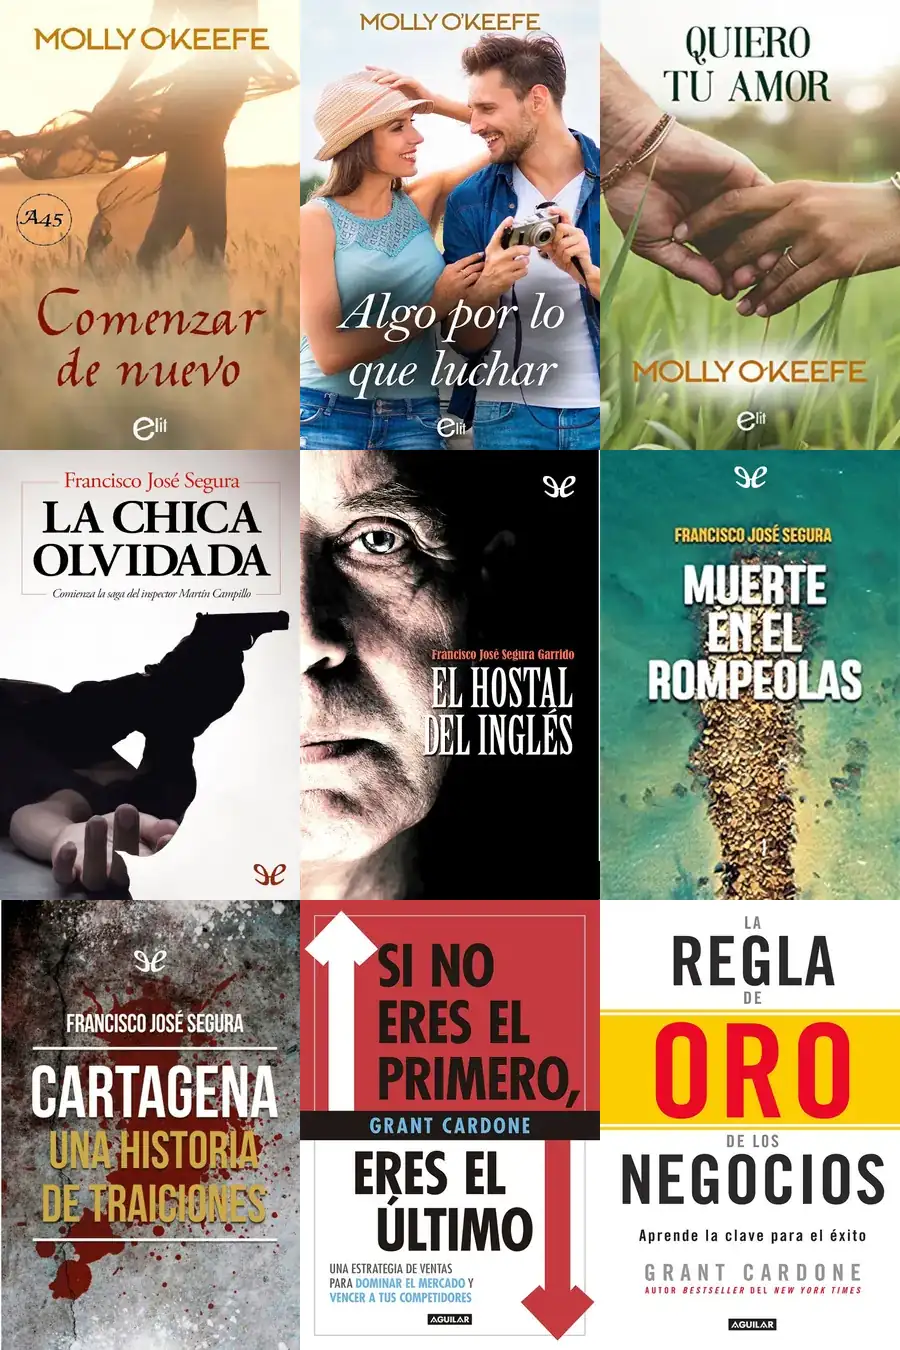 MOLLY O'KEEFE
A45
Comenzar
de nuevo
elit
MOLLY O'KEEFE
Algo por lo
que luchar
elit
QUIERO
TU AMOR
MOLLY O'KEEFE
elit
Francisco José Segura
LA CHICA
OLVIDADA
Comienza la saga del inspector Martín Campillo
Francisco José Segura Garrido
EL HOSTAL
DEL INGLÉS
FRANCISCO JOSÉ SEGURA
MUERTE
EN EL
ROMPEOLAS
FRANCISCO JOSÉ SEGURA
CARTAGENA
UNA HISTORIA
DE TRAICIONES
SI NO
ERES EL
PRIMERO,
GRANT CARDONE
ERES EL
ÚLTIMO
UNA ESTRATEGIA DE VENTAS
PARA DOMINAR EL MERCADO Y
VENCER A TUS COMPETIDORES
AGUILAR
LA
REGLA
DE
ORO
DE LOS
NEGOCIOS
Aprende la clave para el éxito
GRANT CARDONE
AUTOR BESTSELLER DEL NEW YORK TIMES
AGUILAR